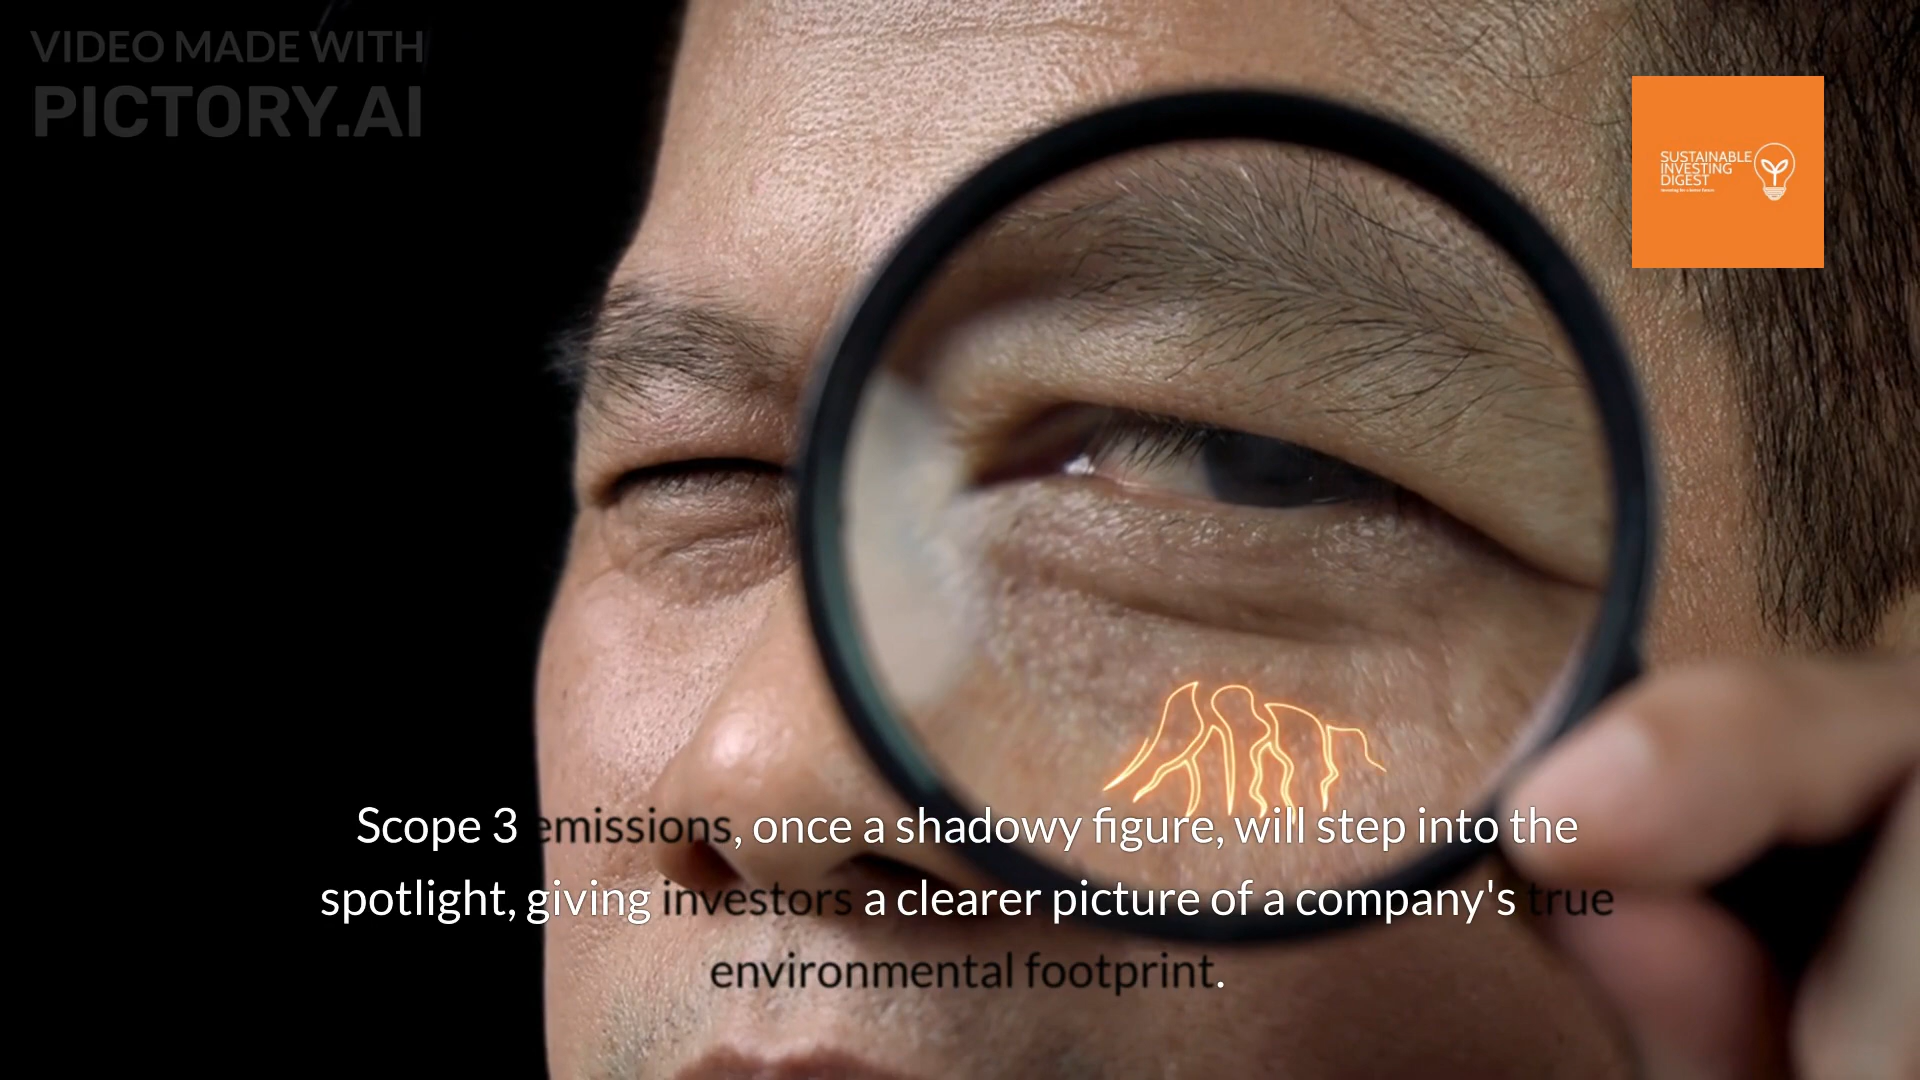 VIDEO MADE WITH
PICTORY.AI
SUSTAINABLE
INVESTING
DIGEST
Scope 3 emissions, once a shadowy figure, will step into the
spotlight, giving investors a clearer picture of a company's true
environmental footprint.